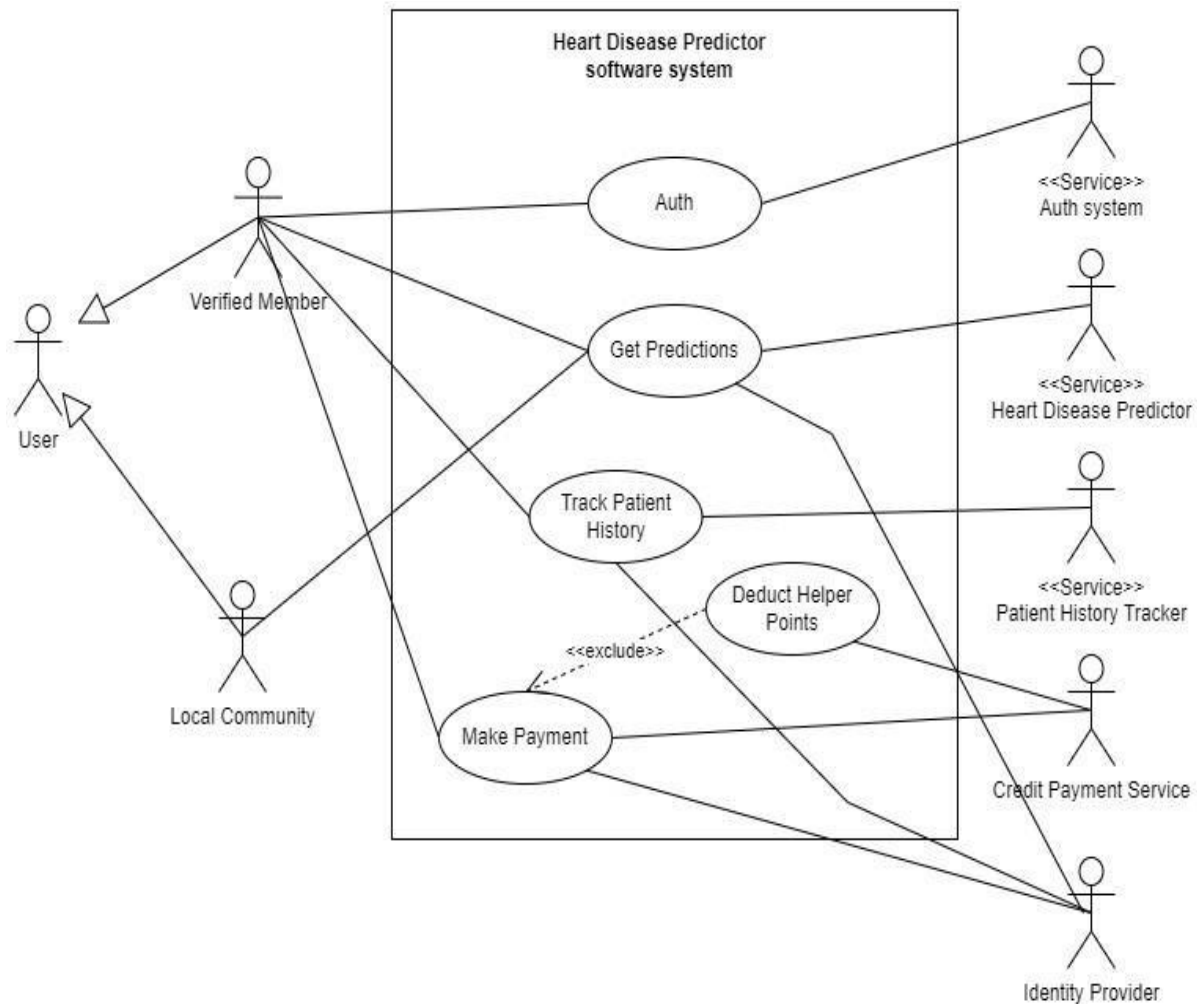 Heart Disease Predictor
software system
<<Service>>
Auth system
Auth
Verified Member
User
Get Predictions
<<Service>>
Heart Disease Predictor
Track Patient
History
<<Service>>
Patient History Tracker
Deduct Helper
Points
<<exclude>>
Local Community
Make Payment
Credit Payment Service
Identity Provider